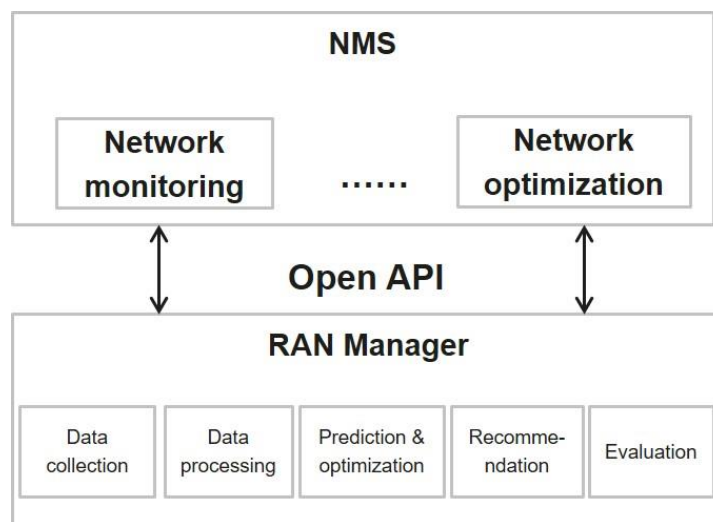 NMS
Network
monitoring
......
Network
optimization
Open API
RAN Manager
Data
collection
Data
processing
Prediction &
optimization
Recomme-
ndation
Evaluation